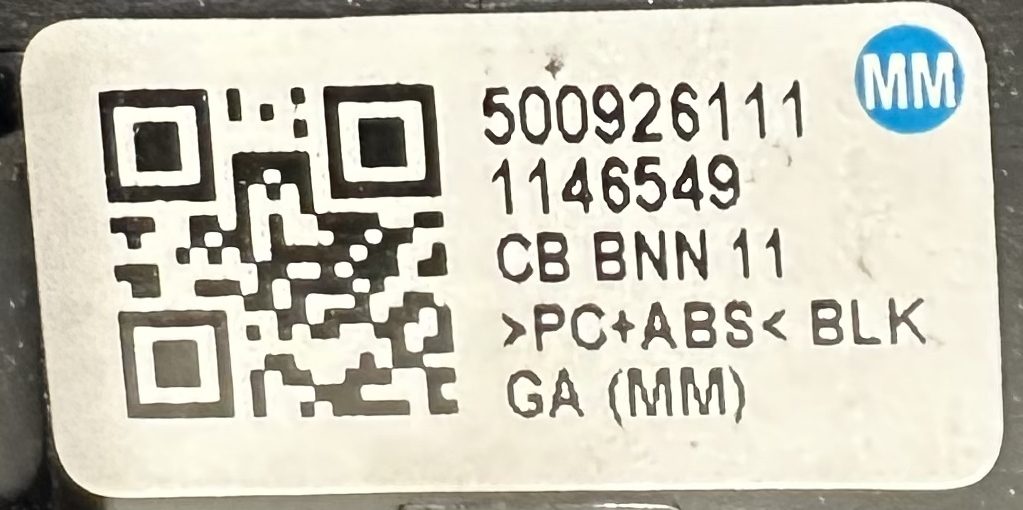 MM
500926111
1146549
CB BNN 11
>PC+ABS< BLK
GA (MM)